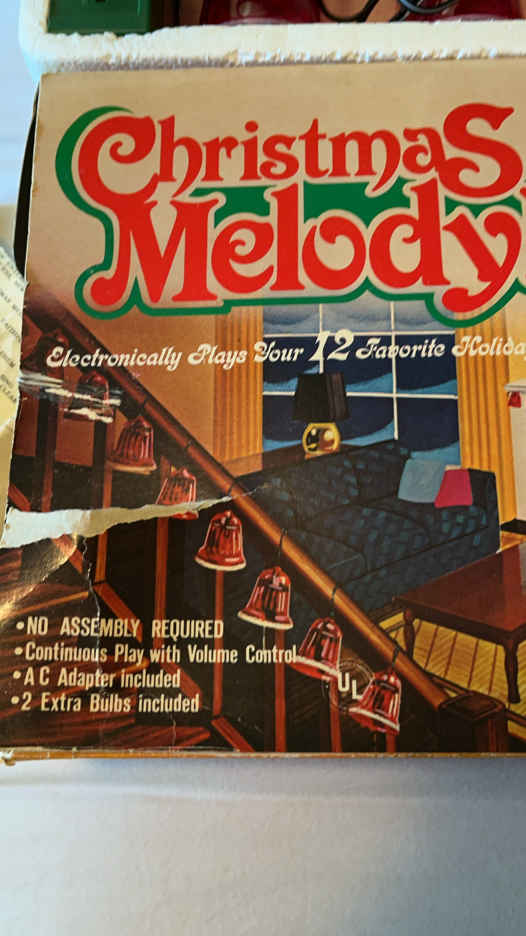 Christmas
Melody
Electronically Plays Your 12 Favorite Holida
•NO ASSEMBLY REQUIRED
•Continuous Play with Volume Control
•AC Adapter included
•2 Extra Bulbs included
UL